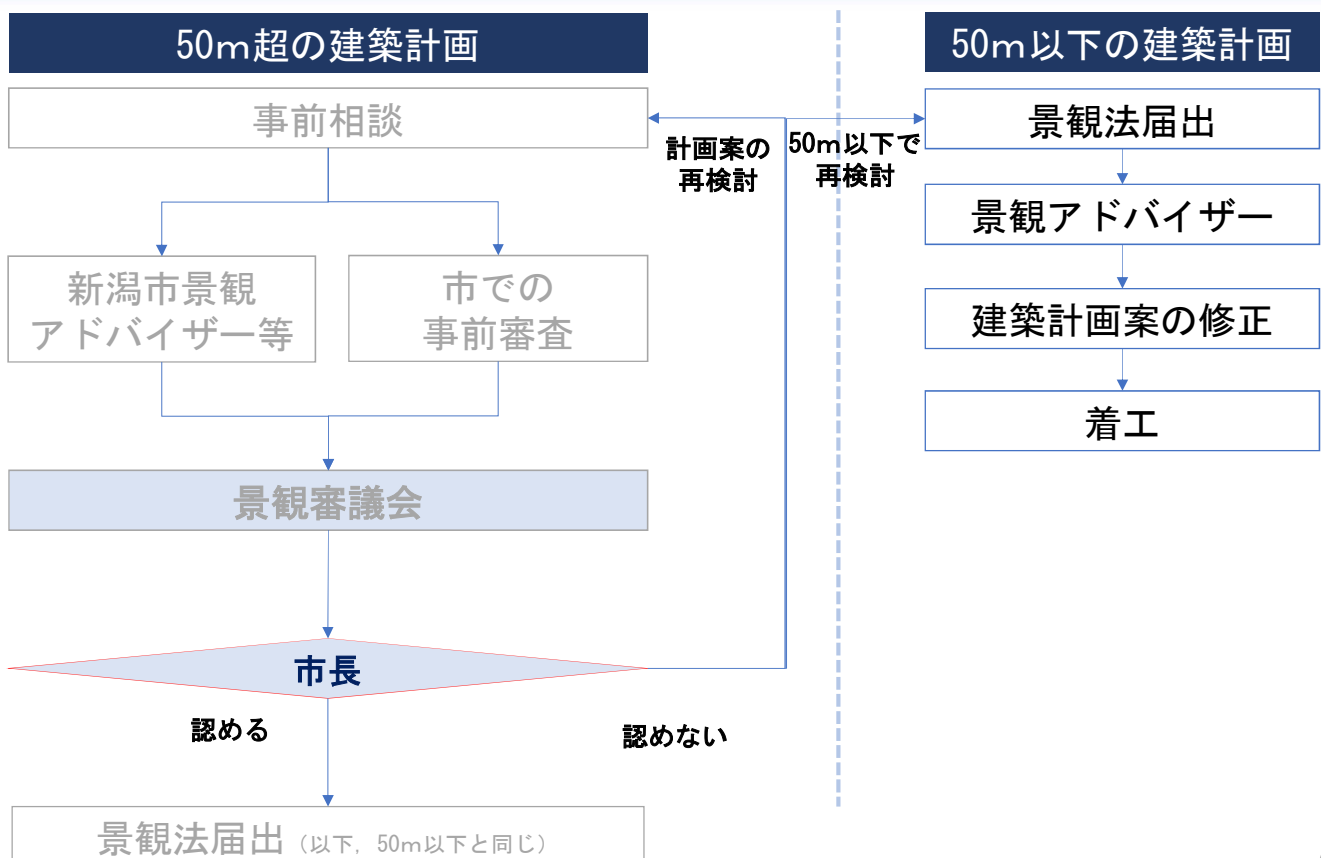 50m超の建築計画
事前相談
新潟市景観
アドバイザー等
市での
事前審査
景観審議会
市長
認める
認めない
景観法届出（以下，50m以下と同じ）
計画案の
再検討
50m以下で
再検討
50m以下の建築計画
景観法届出
景観アドバイザー
建築計画案の修正
着工